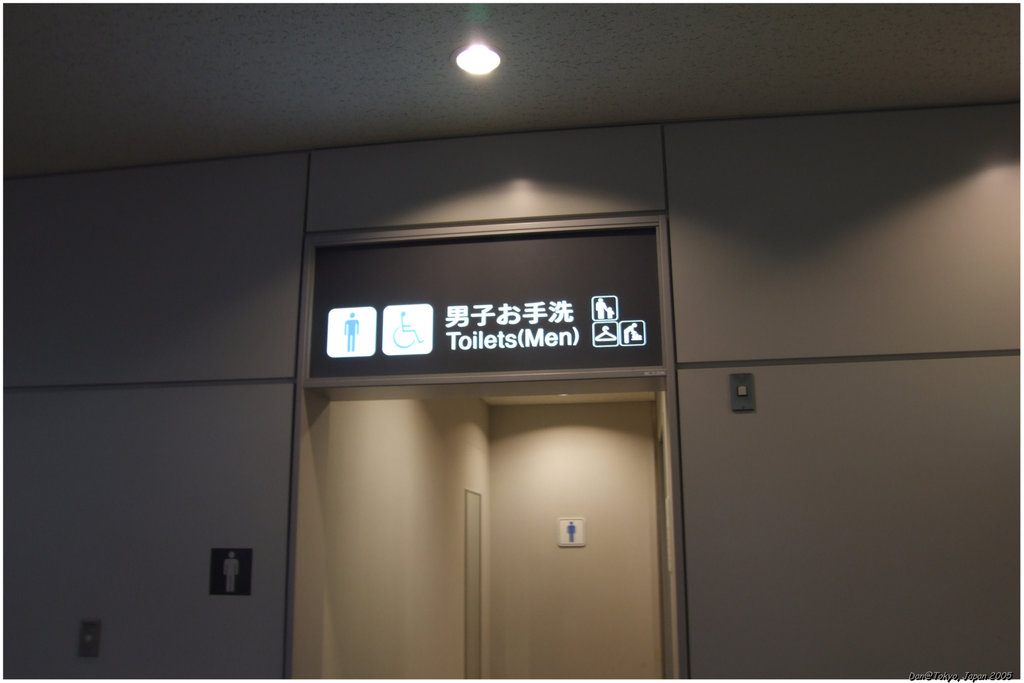 男子お手洗
Toilets(Men)
Dan@Tokyo, Japan 2005